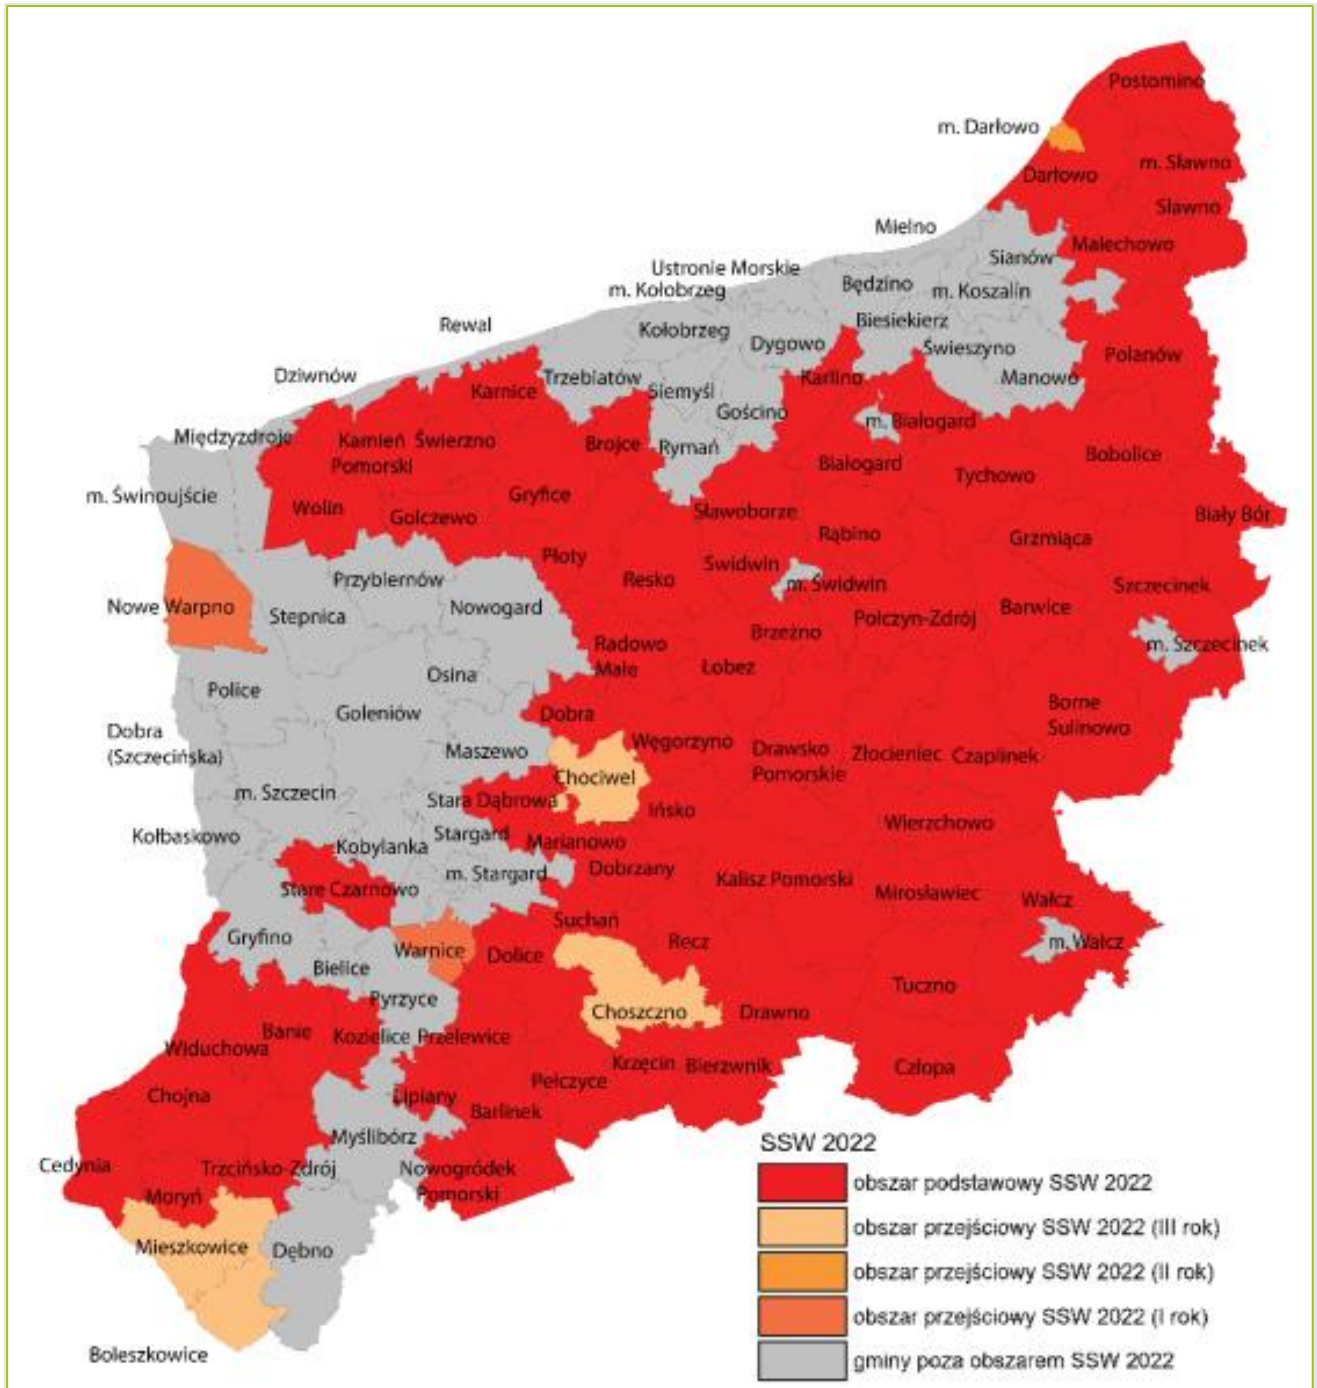 Postomino
m. Darłowo
m. Sławno
Darłowo
Sławno
Mielno
Malechowo
Sianów
Ustronie Morskie
Będzino
m. Koszalin
m. Kołobrzeg
Rewal
Kołobrzeg
Biesiekierz
Dygowo
Świeszyno
Polanów
Dziwnów
Trzebiatów
Karlino
Manowo
Karnice
Siemyśl
Gościno
m. Białogard
Międzyzdroje
Kamień
Pomorski
Świerzno
Brojce
Rymań
Białogard
Tychowo
Bobolice
m. Świnoujście
Wolin
Gryfice
Golczewo
Sławoborze
Rąbino
Grzmiąca
Biały Bór
Płoty
Świdwin
Przybiernów
Resko
m. Świdwin
Szczecinek
Nowe Warpno
Stepnica
Nowogard
Barwice
Połczyn-Zdrój
Brzeżno
Radowo
Małe
m. Szczecinek
Łobez
Osina
Police
Goleniów
Dobra
Borne
Sulinowo
Dobra
(Szczecińska)
Maszewo
Węgorzyno
Drawsko
Pomorskie
Złocieniec
Czaplinek
Chociwel
m. Szczecin
Stara Dąbrowa
Ińsko
Kołbaskowo
Kobylanka
Stargard
Marianowo
Wierzchowo
m. Stargard
Dobrzany
Kalisz Pomorski
Mirosławiec
Stare Czarnowo
Wałcz
Suchań
Gryfino
Warnice
Dolice
Recz
m. Wałcz
Bielice
Pyrzyce
Tuczno
Choszczno
Drawno
Banie
Kozielice
Przelewice
Widuchowa
Krzęcin
Bierzwnik
Człopa
Pełczyce
Chojna
Lipiany
Barlinek
Myślibórz
Cedynia
Trzcińsko-Zdrój
Nowogródek
Pomorski
Moryń
Mieszkowice
Dębno
Boleszkowice
SSW 2022
obszar podstawowy SSW 2022
obszar przejściowy SSW 2022 (III rok)
obszar przejściowy SSW 2022 (II rok)
obszar przejściowy SSW 2022 (I rok)
gminy poza obszarem SSW 2022